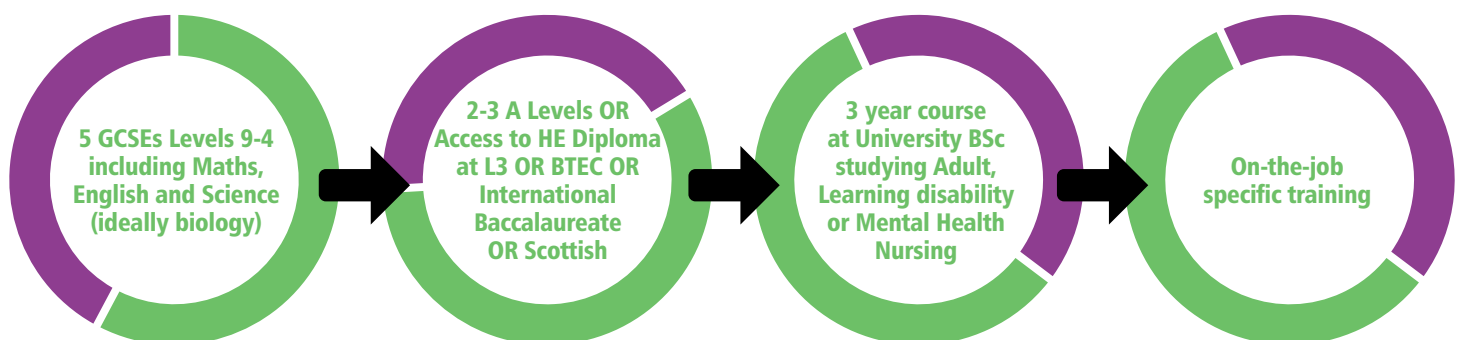 5 GCSEs Levels 9-4
including Maths,
English and Science
(ideally biology)
2-3 A Levels OR
Access to HE Diploma
at L3 OR BTEC OR
International
Baccalaureate
OR Scottish
3 year course
at University BSc
studying Adult,
Learning disability
or Mental Health
Nursing
On-the-job
specific training